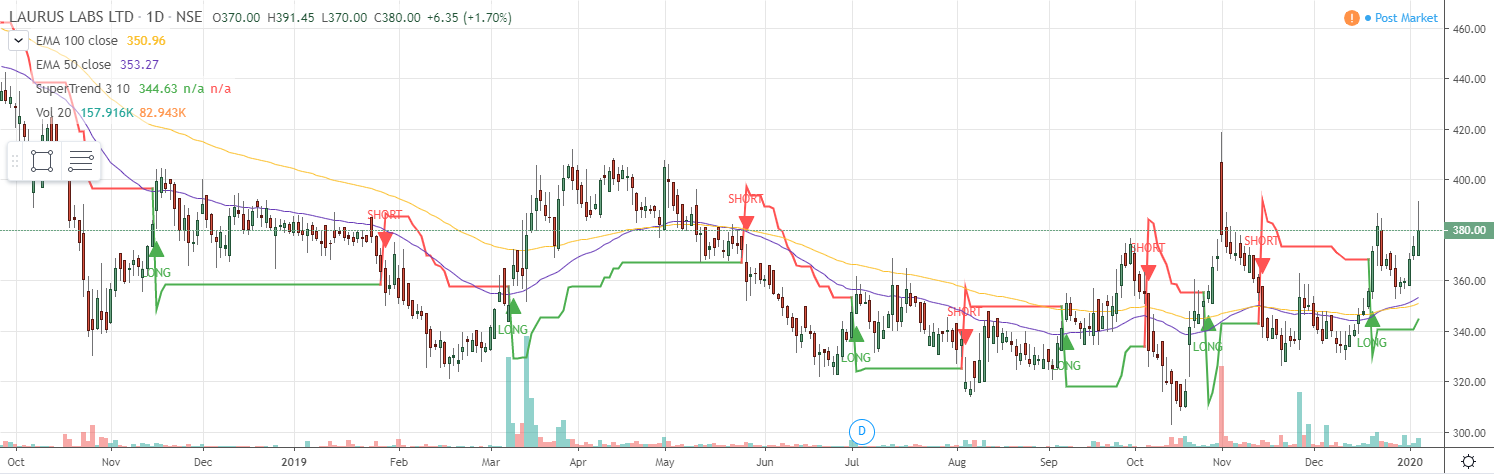 LAURUS LABS LTD · 1D · NSE O370.00 H391.45 L370.00 C380.00 +6.35 (+1.70%)
Post Market
EMA 100 close 350.96
EMA 50 close 353.27
SuperTrend 3 10 344.63 n/a n/a
Vol 20 157.916K 82.943K
460.00
440.00
420.00
400.00
380.00
360.00
340.00
320.00
300.00
LONG
SHORT
LONG
SHORT
LONG
SHORT
LONG
SHORT
LONG
SHORT
LONG
D
Oct Nov Dec 2019 Feb Mar Apr May Jun Jul Aug Sep Oct Nov Dec 2020